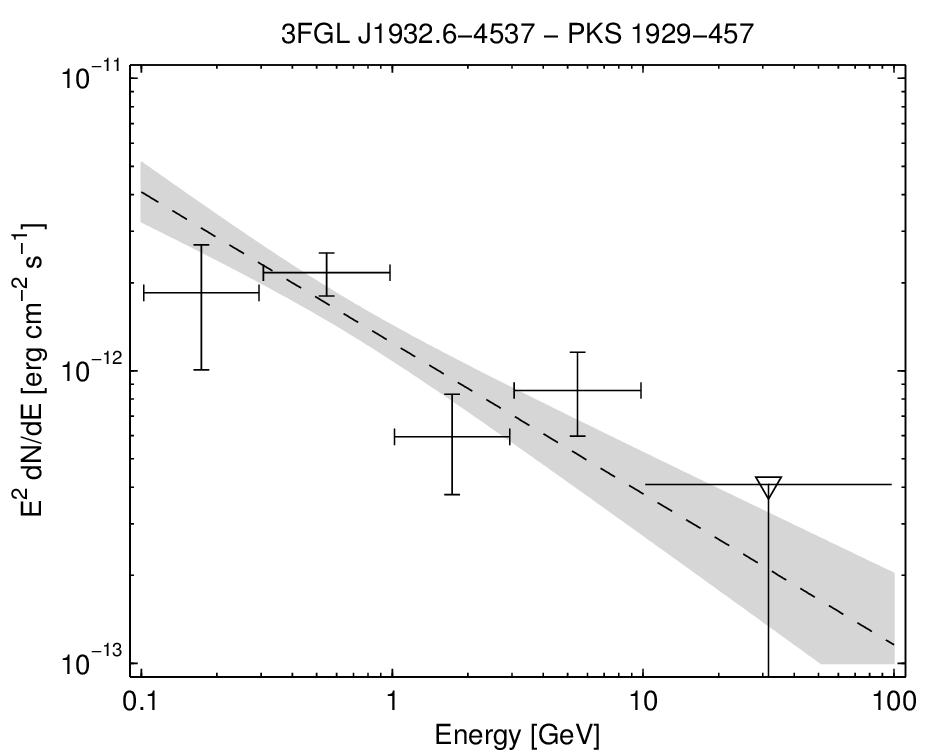 3FGL J1932.6−4537 − PKS 1929−457
10⁻¹¹
10⁻¹²
10⁻¹³
E² dN/dE [erg cm⁻² s⁻¹]
0.1 1 10 100
Energy [GeV]